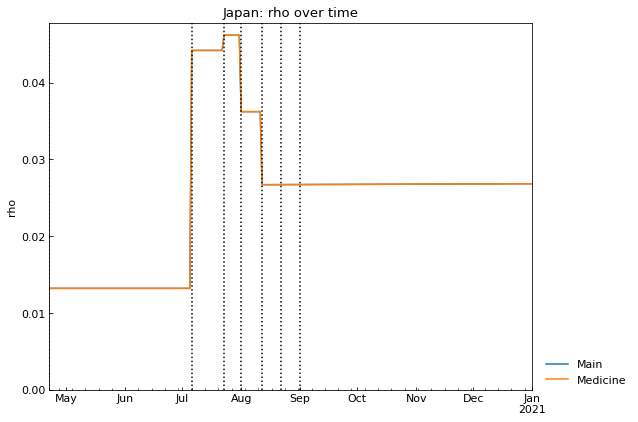 Japan: rho over time
rho
0.04
0.03
0.02
0.01
0.00
May Jun Jul Aug Sep Oct Nov Dec Jan
2021
Main
Medicine